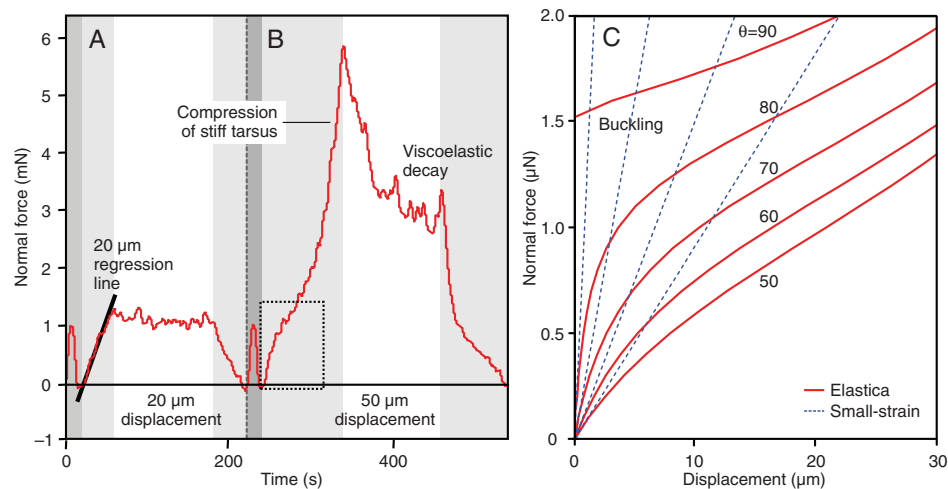 A
B
C
6
5
4
3
2
1
0
–1
Normal force (mN)
Compression
of stiff tarsus
Viscoelastic
decay
20 µm
regression
line
20 µm
displacement
50 µm
displacement
0
200
400
Time (s)
2.0
1.5
1.0
0.5
0
Normal force (µN)
θ=90
80
70
60
50
Buckling
Elastica
Small-strain
0
10
20
30
Displacement (µm)